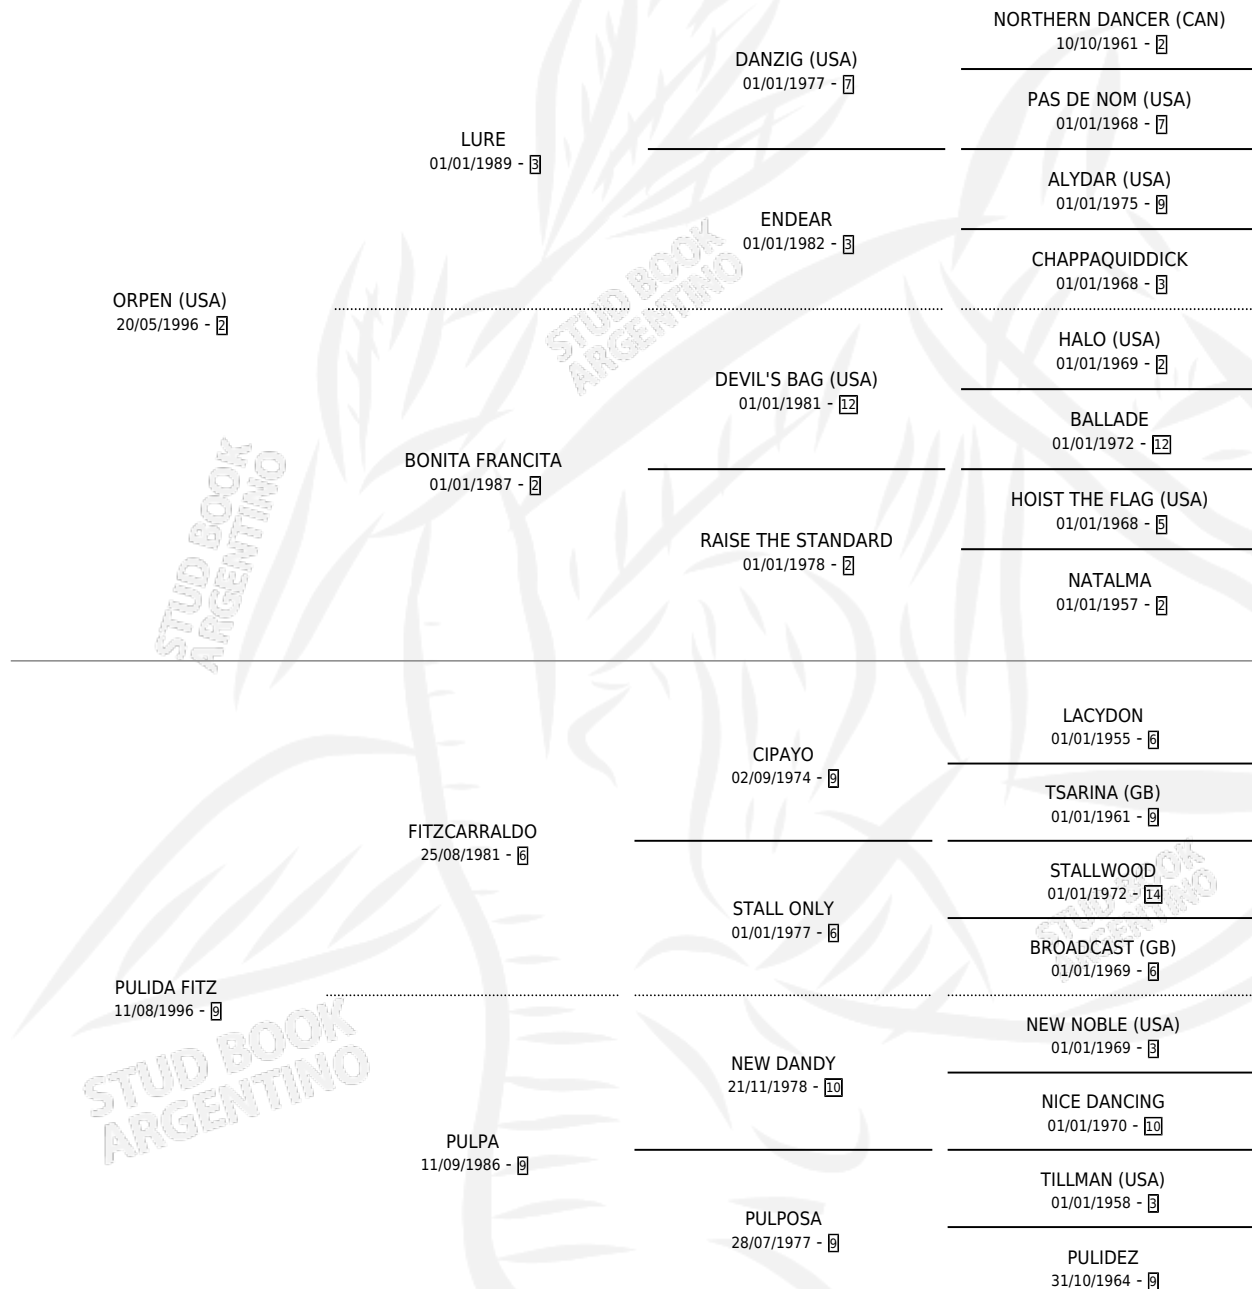 NORTHERN DANCER (CAN)
10/10/1961 - 2
DANZIG (USA)
01/01/1977 - 7
PAS DE NOM (USA)
01/01/1968 - 7
LURE
01/01/1989 - 3
ALYDAR (USA)
01/01/1975 - 9
ENDEAR
01/01/1982 - 3
CHAPPAQUIDDICK
01/01/1968 - 3
ORPEN (USA)
20/05/1996 - 2
HALO (USA)
01/01/1969 - 2
DEVIL'S BAG (USA)
01/01/1981 - 12
BALLADE
01/01/1972 - 12
BONITA FRANCITA
01/01/1987 - 2
HOIST THE FLAG (USA)
01/01/1968 - 5
RAISE THE STANDARD
01/01/1978 - 2
NATALMA
01/01/1957 - 2
LACYDON
01/01/1955 - 6
CIPAYO
02/09/1974 - 9
TSARINA (GB)
01/01/1961 - 9
FITZCARRALDO
25/08/1981 - 6
STALLWOOD
01/01/1972 - 14
STALL ONLY
01/01/1977 - 6
BROADCAST (GB)
01/01/1969 - 6
PULIDA FITZ
11/08/1996 - 9
NEW NOBLE (USA)
01/01/1969 - 3
NEW DANDY
21/11/1978 - 10
NICE DANCING
01/01/1970 - 10
PULPA
11/09/1986 - 9
TILLMAN (USA)
01/01/1958 - 3
PULPOSA
28/07/1977 - 9
PULIDEZ
31/10/1964 - 9
STUD BOOK
ARGENTINO
STUD BOOK
ARGENTINO
STUD BOOK
ARGENTINO
STUD BOOK
ARGENTINO